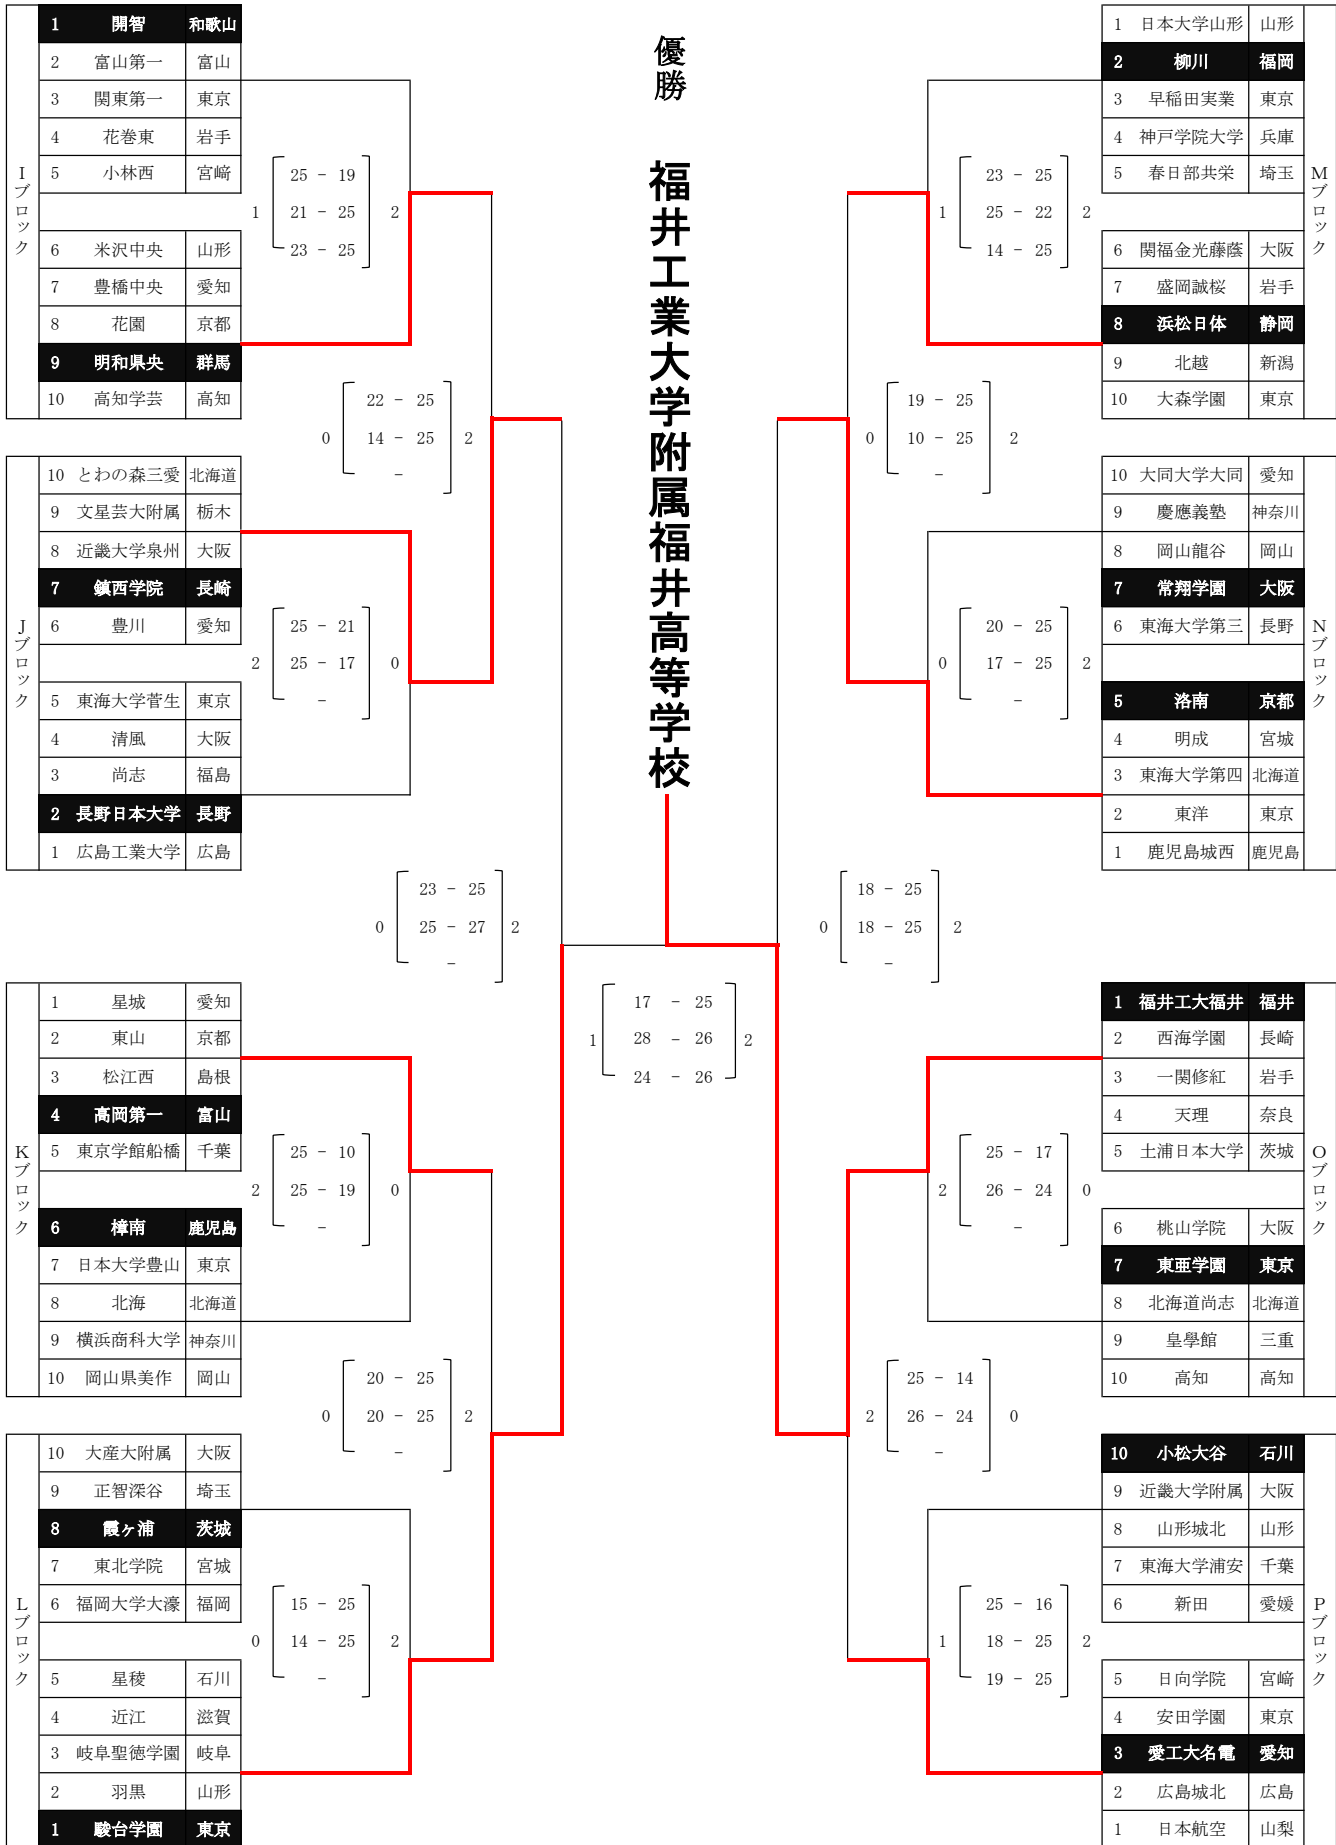 優勝　福井工業大学附属福井高等学校
Iブロック
1 開智 和歌山
2 富山第一 富山
3 関東第一 東京
4 花巻東 岩手
5 小林西 宮崎
6 米沢中央 山形
7 豊橋中央 愛知
8 花園 京都
9 明和県央 群馬
10 高知学芸 高知
1
25 - 19
21 - 25
23 - 25
2
0
22 - 25
14 - 25
-
2
Jブロック
10 とわの森三愛 北海道
9 文星芸大附属 栃木
8 近畿大学泉州 大阪
7 鎮西学院 長崎
6 豊川 愛知
5 東海大学菅生 東京
4 清風 大阪
3 尚志 福島
2 長野日本大学 長野
1 広島工業大学 広島
2
25 - 21
25 - 17
-
0
0
23 - 25
25 - 27
-
2
Kブロック
1 星城 愛知
2 東山 京都
3 松江西 島根
4 高岡第一 富山
5 東京学館船橋 千葉
6 樟南 鹿児島
7 日本大学豊山 東京
8 北海 北海道
9 横浜商科大学 神奈川
10 岡山県美作 岡山
2
25 - 10
25 - 19
-
0
0
20 - 25
20 - 25
-
2
Lブロック
10 大産大附属 大阪
9 正智深谷 埼玉
8 霞ヶ浦 茨城
7 東北学院 宮城
6 福岡大学大濠 福岡
5 星稜 石川
4 近江 滋賀
3 岐阜聖徳学園 岐阜
2 羽黒 山形
1 駿台学園 東京
0
15 - 25
14 - 25
-
2
1
17 - 25
28 - 26
24 - 26
2
Mブロック
1 日本大学山形 山形
2 柳川 福岡
3 早稲田実業 東京
4 神戸学院大学 兵庫
5 春日部共栄 埼玉
6 関福金光藤蔭 大阪
7 盛岡誠桜 岩手
8 浜松日体 静岡
9 北越 新潟
10 大森学園 東京
1
23 - 25
25 - 22
14 - 25
2
0
19 - 25
10 - 25
-
2
Nブロック
10 大同大学大同 愛知
9 慶應義塾 神奈川
8 岡山龍谷 岡山
7 常翔学園 大阪
6 東海大学第三 長野
5 洛南 京都
4 明成 宮城
3 東海大学第四 北海道
2 東洋 東京
1 鹿児島城西 鹿児島
0
20 - 25
17 - 25
-
2
0
18 - 25
18 - 25
-
2
Oブロック
1 福井工大福井 福井
2 西海学園 長崎
3 一関修紅 岩手
4 天理 奈良
5 土浦日本大学 茨城
6 桃山学院 大阪
7 東亜学園 東京
8 北海道尚志 北海道
9 皇學館 三重
10 高知 高知
2
25 - 17
26 - 24
-
0
2
25 - 14
26 - 24
-
0
Pブロック
10 小松大谷 石川
9 近畿大学附属 大阪
8 山形城北 山形
7 東海大学浦安 千葉
6 新田 愛媛
5 日向学院 宮崎
4 安田学園 東京
3 愛工大名電 愛知
2 広島城北 広島
1 日本航空 山梨
1
25 - 16
18 - 25
19 - 25
2